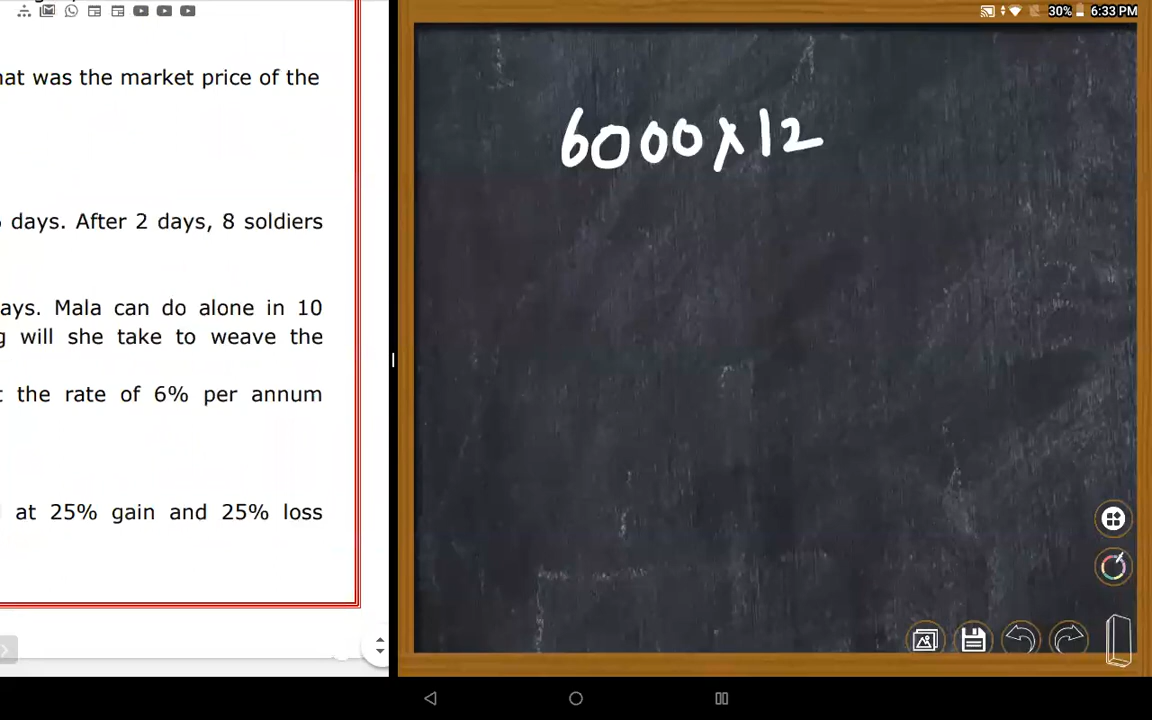 30% 6:33 PM
hat was the market price of the
days. After 2 days, 8 soldiers
ays. Mala can do alone in 10
will she take to weave the
the rate of 6% per annum
at 25% gain and 25% loss
6000 x 12